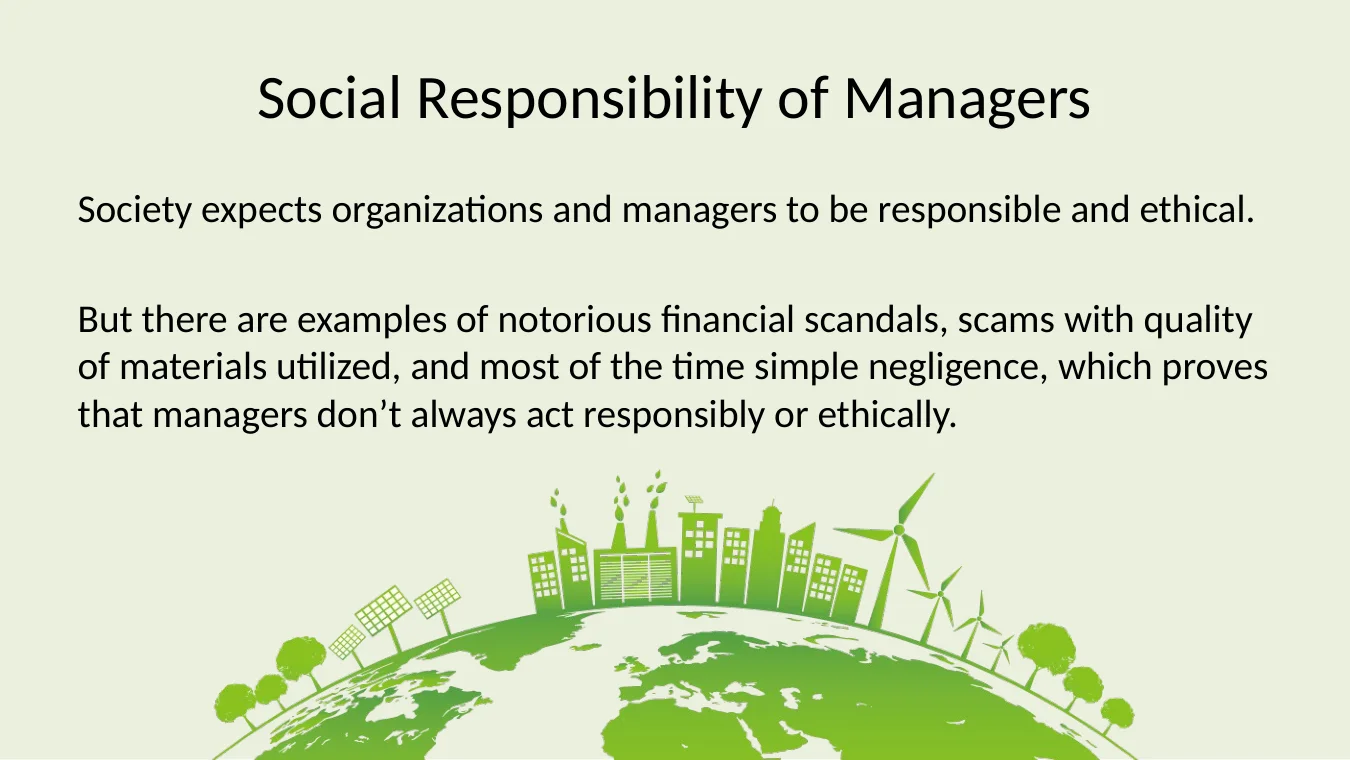 Social Responsibility of Managers
Society expects organizations and managers to be responsible and ethical.
But there are examples of notorious financial scandals, scams with quality
of materials utilized, and most of the time simple negligence, which proves
that managers don’t always act responsibly or ethically.